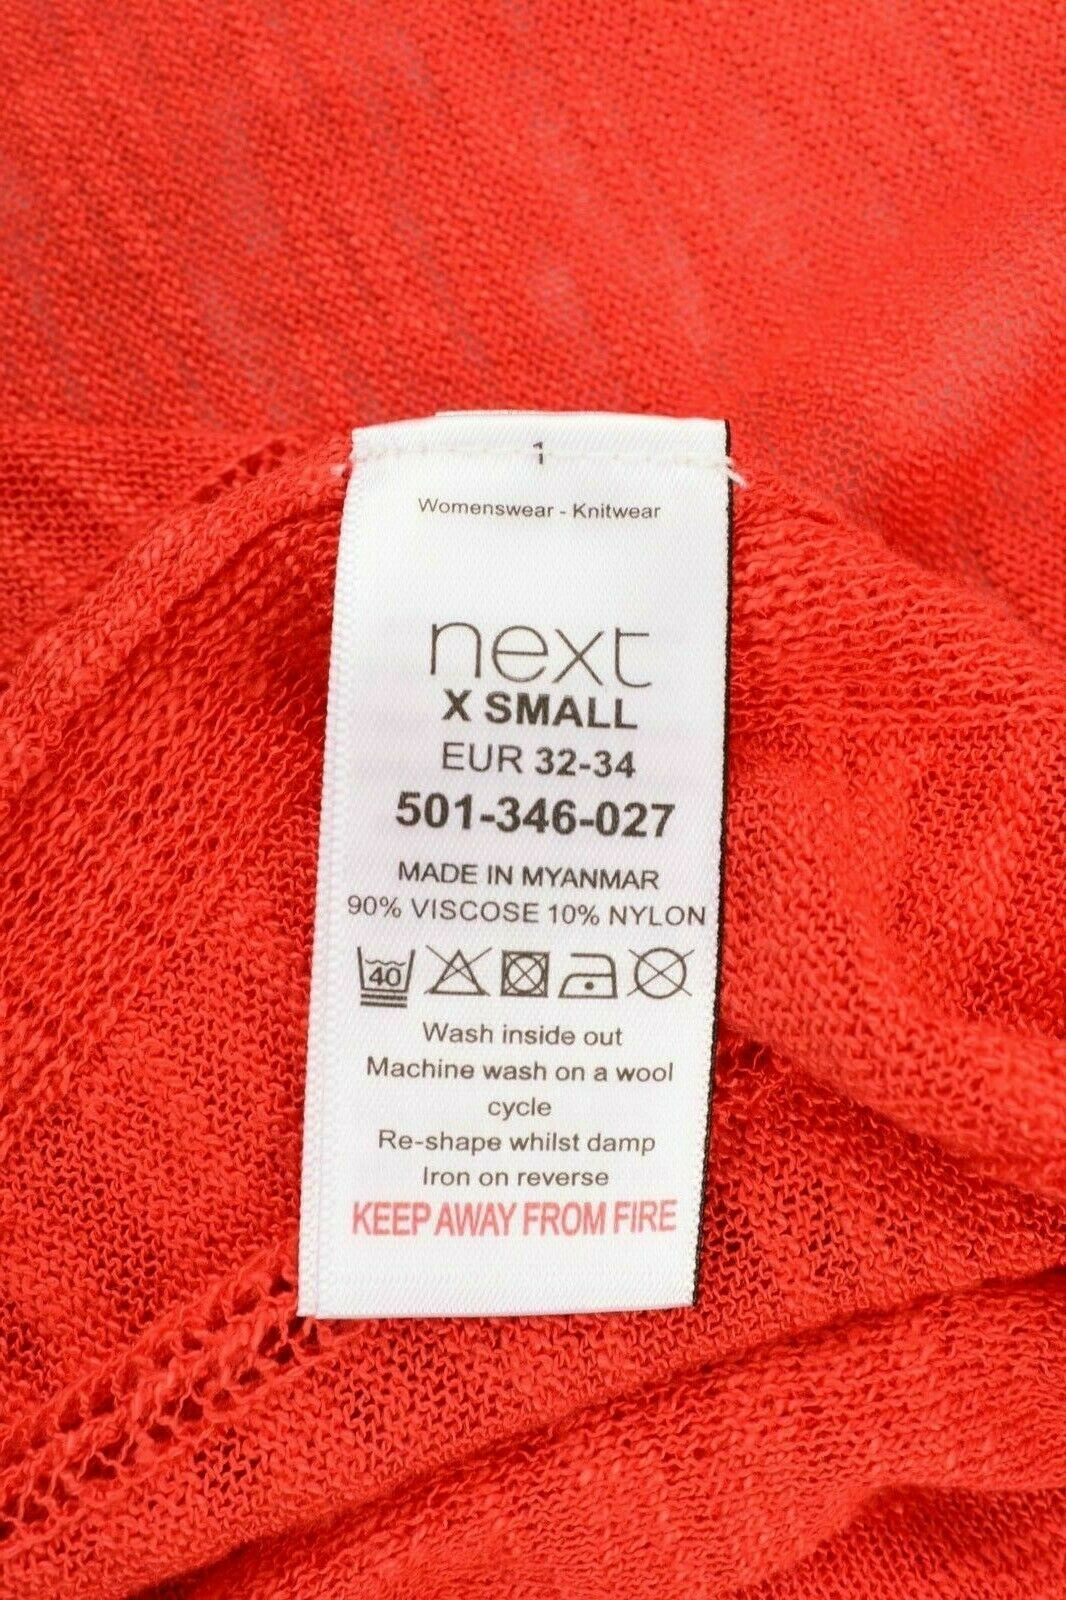 1
Womenswear - Knitwear
next
X SMALL
EUR 32-34
501-346-027
MADE IN MYANMAR
90% VISCOSE 10% NYLON
40
Wash inside out
Machine wash on a wool
cycle
Re-shape whilst damp
Iron on reverse
KEEP AWAY FROM FIRE